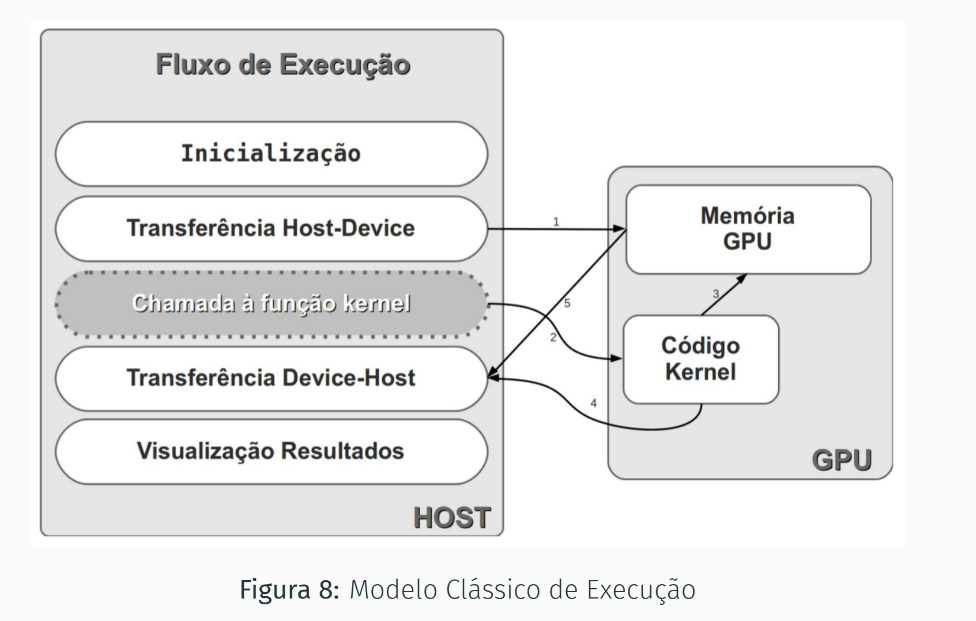 Fluxo de Execução
Inicialização
Transferência Host-Device
Chamada à função kernel
Transferência Device-Host
Visualização Resultados
HOST
1
5
2
3
4
Memória
GPU
Código
Kernel
GPU
Figura 8: Modelo Clássico de Execução